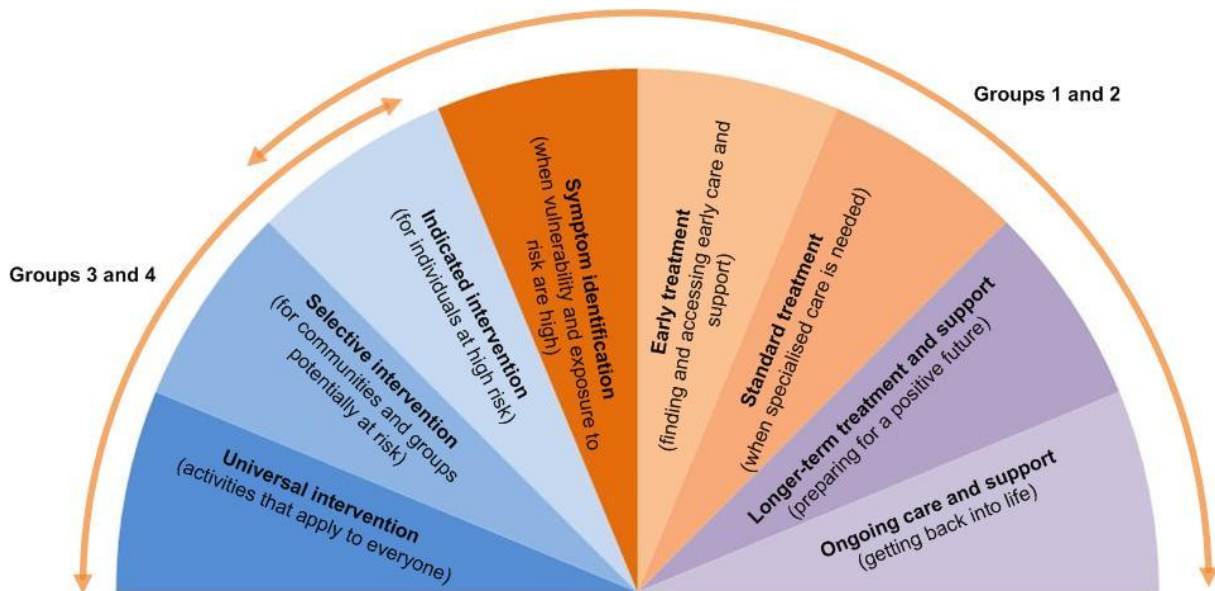 Groups 1 and 2
Groups 3 and 4
Universal intervention
(activities that apply to everyone)
Selective intervention
(for communities and groups
potentially at risk)
Indicated intervention
(for individuals at high risk)
Symptom identification
(when vulnerability and exposure to
risk are high)
Early treatment
(finding and accessing early care and
support)
Standard treatment
(when specialised care is needed)
Longer-term treatment and support
(preparing for a positive future)
Ongoing care and support
(getting back into life)